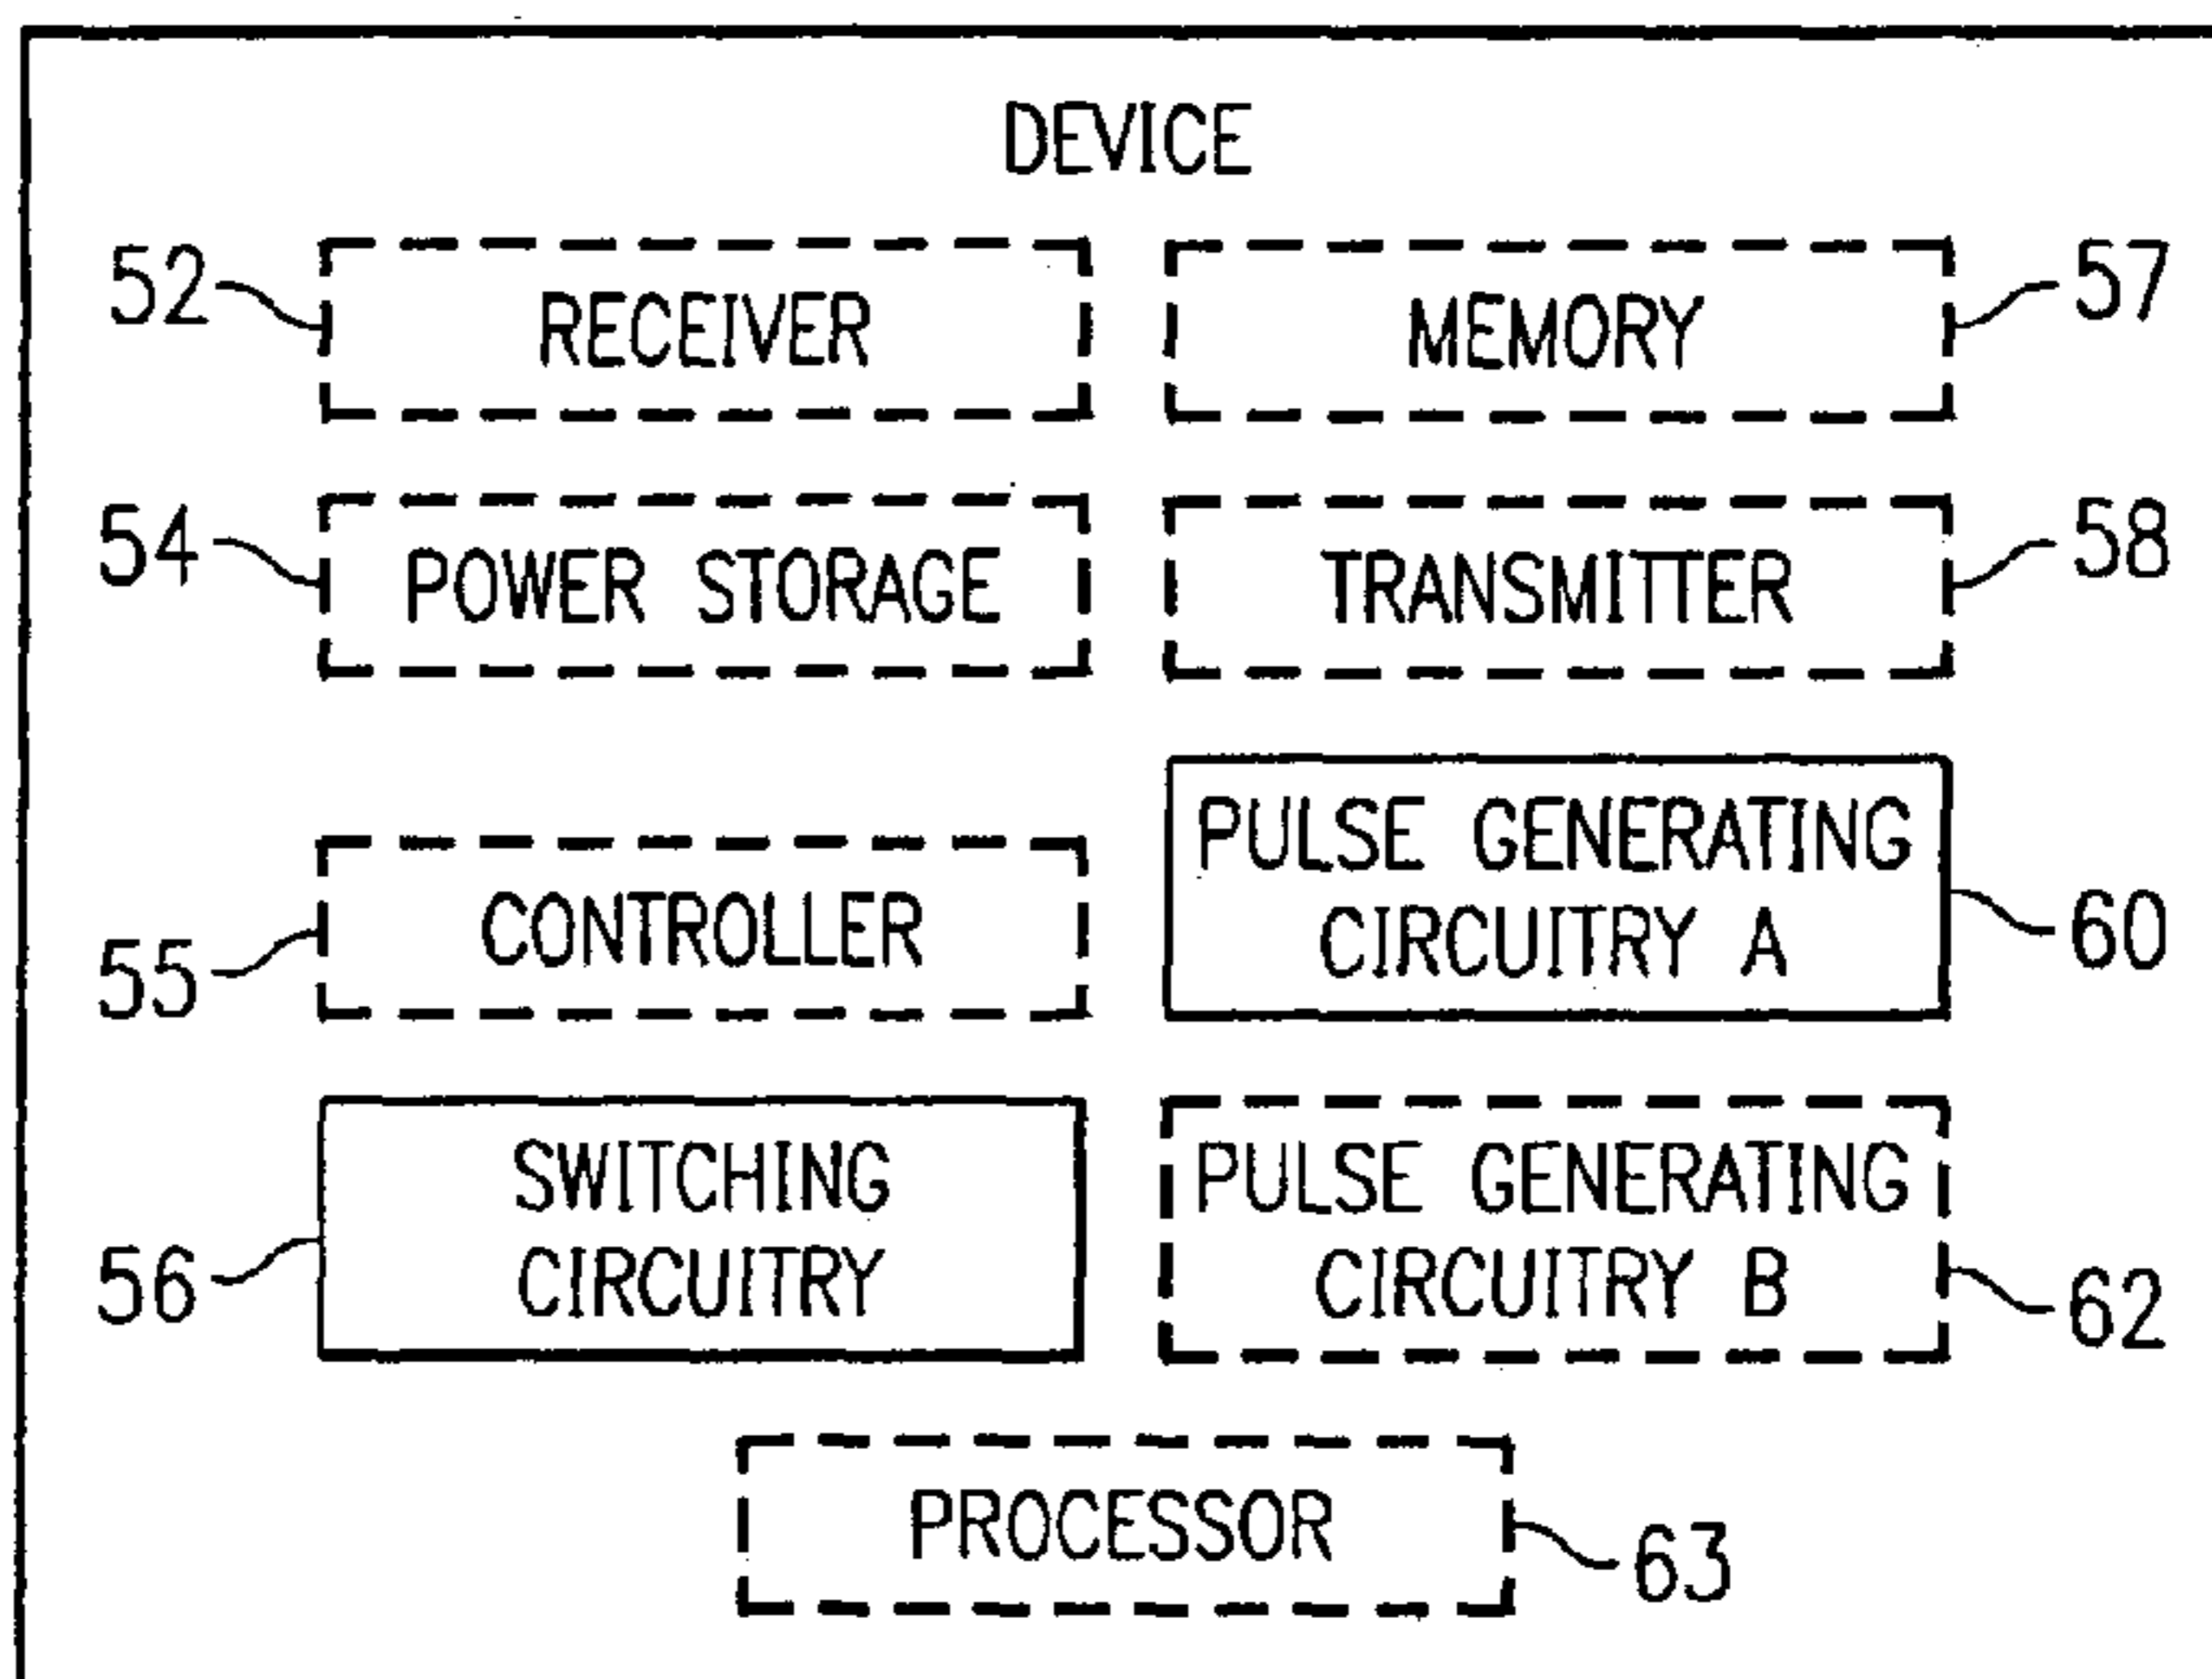 DEVICE
52 RECEIVER
MEMORY 57
54 POWER STORAGE
TRANSMITTER 58
55 CONTROLLER
PULSE GENERATING
CIRCUITRY A 60
56 SWITCHING
CIRCUITRY
PULSE GENERATING
CIRCUITRY B 62
PROCESSOR 63